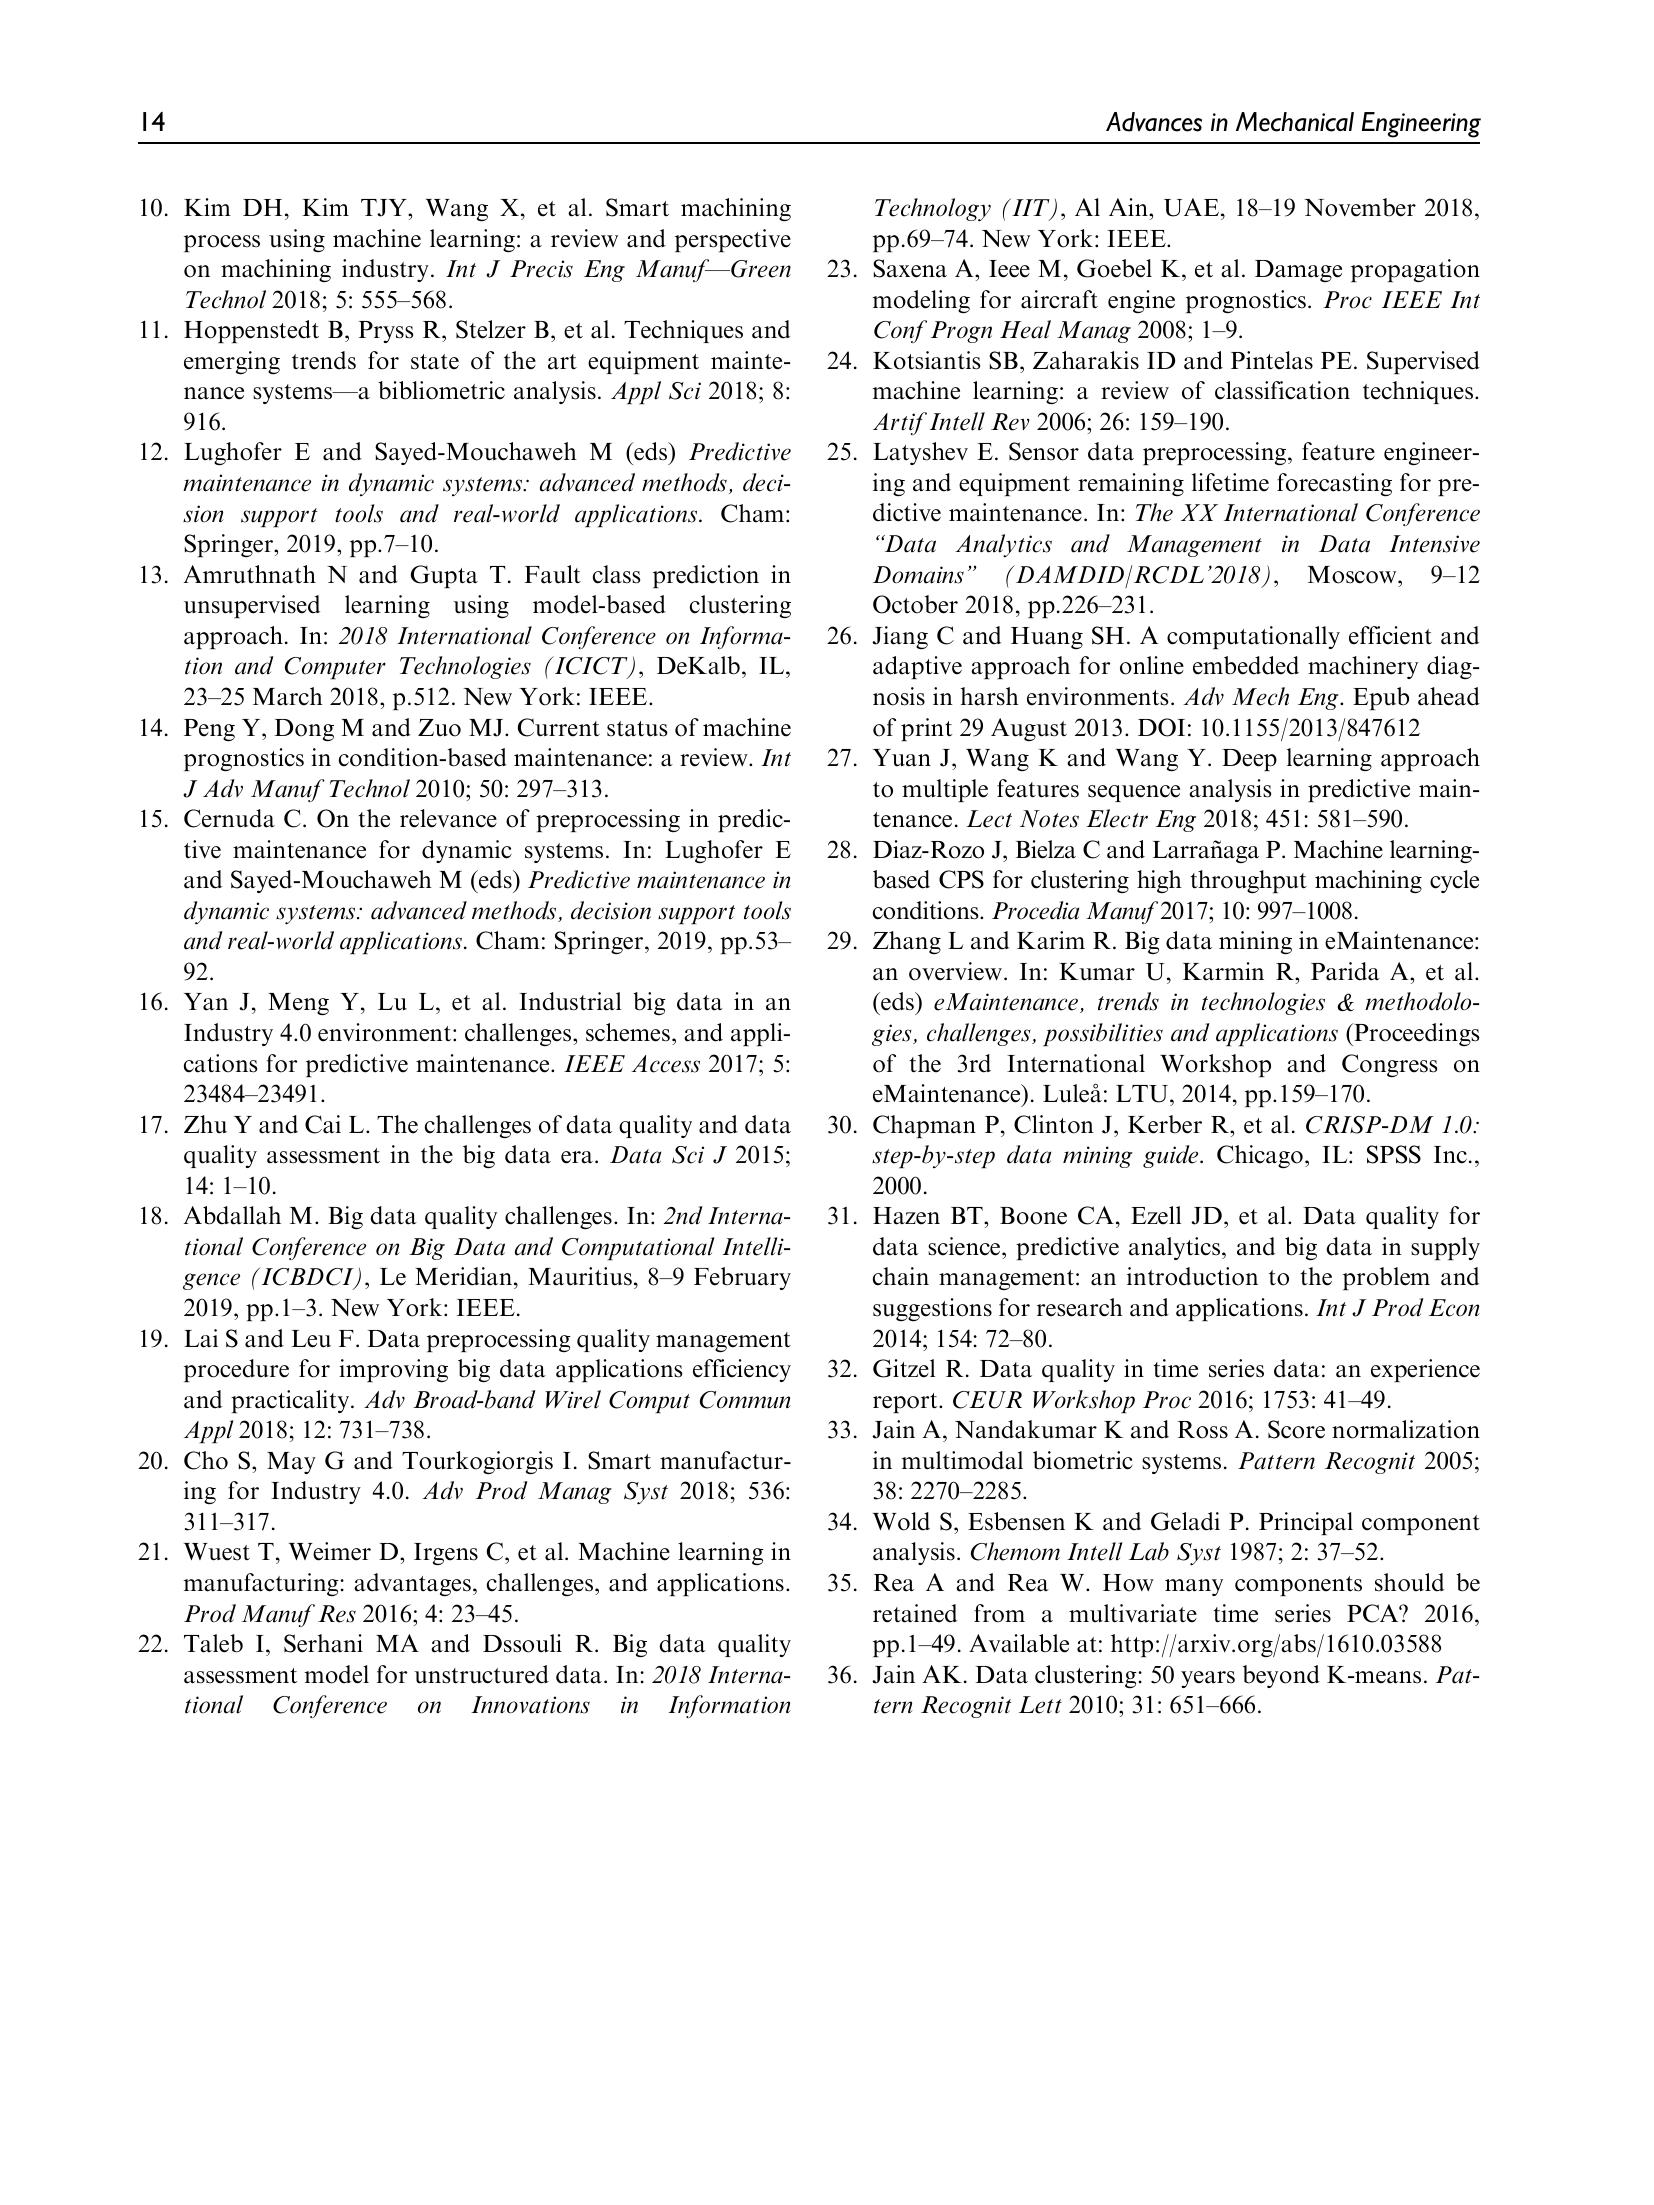 14
Advances in Mechanical Engineering
10. Kim DH, Kim TJY, Wang X, et al. Smart machining
process using machine learning: a review and perspective
on machining industry. Int J Precis Eng Manuf—Green
Technol 2018; 5: 555–568.
11. Hoppenstedt B, Pryss R, Stelzer B, et al. Techniques and
emerging trends for state of the art equipment mainte-
nance systems—a bibliometric analysis. Appl Sci 2018; 8:
916.
12. Lughofer E and Sayed-Mouchaweh M (eds) Predictive
maintenance in dynamic systems: advanced methods, deci-
sion support tools and real-world applications. Cham:
Springer, 2019, pp.7–10.
13. Amruthnath N and Gupta T. Fault class prediction in
unsupervised learning using model-based clustering
approach. In: 2018 International Conference on Informa-
tion and Computer Technologies (ICICT), DeKalb, IL,
23–25 March 2018, p.512. New York: IEEE.
14. Peng Y, Dong M and Zuo MJ. Current status of machine
prognostics in condition-based maintenance: a review. Int
J Adv Manuf Technol 2010; 50: 297–313.
15. Cernuda C. On the relevance of preprocessing in predic-
tive maintenance for dynamic systems. In: Lughofer E
and Sayed-Mouchaweh M (eds) Predictive maintenance in
dynamic systems: advanced methods, decision support tools
and real-world applications. Cham: Springer, 2019, pp.53–
92.
16. Yan J, Meng Y, Lu L, et al. Industrial big data in an
Industry 4.0 environment: challenges, schemes, and appli-
cations for predictive maintenance. IEEE Access 2017; 5:
23484–23491.
17. Zhu Y and Cai L. The challenges of data quality and data
quality assessment in the big data era. Data Sci J 2015;
14: 1–10.
18. Abdallah M. Big data quality challenges. In: 2nd Interna-
tional Conference on Big Data and Computational Intelli-
gence (ICBDCI), Le Meridian, Mauritius, 8–9 February
2019, pp.1–3. New York: IEEE.
19. Lai S and Leu F. Data preprocessing quality management
procedure for improving big data applications efficiency
and practicality. Adv Broad-band Wirel Comput Commun
Appl 2018; 12: 731–738.
20. Cho S, May G and Tourkogiorgis I. Smart manufactur-
ing for Industry 4.0. Adv Prod Manag Syst 2018; 536:
311–317.
21. Wuest T, Weimer D, Irgens C, et al. Machine learning in
manufacturing: advantages, challenges, and applications.
Prod Manuf Res 2016; 4: 23–45.
22. Taleb I, Serhani MA and Dssouli R. Big data quality
assessment model for unstructured data. In: 2018 Interna-
tional Conference on Innovations in Information
Technology (IIT), Al Ain, UAE, 18–19 November 2018,
pp.69–74. New York: IEEE.
23. Saxena A, Ieee M, Goebel K, et al. Damage propagation
modeling for aircraft engine prognostics. Proc IEEE Int
Conf Progn Heal Manag 2008; 1–9.
24. Kotsiantis SB, Zaharakis ID and Pintelas PE. Supervised
machine learning: a review of classification techniques.
Artif Intell Rev 2006; 26: 159–190.
25. Latyshev E. Sensor data preprocessing, feature engineer-
ing and equipment remaining lifetime forecasting for pre-
dictive maintenance. In: The XX International Conference
“Data Analytics and Management in Data Intensive
Domains” (DAMDID/RCDL’2018), Moscow, 9–12
October 2018, pp.226–231.
26. Jiang C and Huang SH. A computationally efficient and
adaptive approach for online embedded machinery diag-
nosis in harsh environments. Adv Mech Eng. Epub ahead
of print 29 August 2013. DOI: 10.1155/2013/847612
27. Yuan J, Wang K and Wang Y. Deep learning approach
to multiple features sequence analysis in predictive main-
tenance. Lect Notes Electr Eng 2018; 451: 581–590.
28. Diaz-Rozo J, Bielza C and Larrañaga P. Machine learning-
based CPS for clustering high throughput machining cycle
conditions. Procedia Manuf 2017; 10: 997–1008.
29. Zhang L and Karim R. Big data mining in eMaintenance:
an overview. In: Kumar U, Karmin R, Parida A, et al.
(eds) eMaintenance, trends in technologies & methodolo-
gies, challenges, possibilities and applications (Proceedings
of the 3rd International Workshop and Congress on
eMaintenance). Luleå: LTU, 2014, pp.159–170.
30. Chapman P, Clinton J, Kerber R, et al. CRISP-DM 1.0:
step-by-step data mining guide. Chicago, IL: SPSS Inc.,
2000.
31. Hazen BT, Boone CA, Ezell JD, et al. Data quality for
data science, predictive analytics, and big data in supply
chain management: an introduction to the problem and
suggestions for research and applications. Int J Prod Econ
2014; 154: 72–80.
32. Gitzel R. Data quality in time series data: an experience
report. CEUR Workshop Proc 2016; 1753: 41–49.
33. Jain A, Nandakumar K and Ross A. Score normalization
in multimodal biometric systems. Pattern Recognit 2005;
38: 2270–2285.
34. Wold S, Esbensen K and Geladi P. Principal component
analysis. Chemom Intell Lab Syst 1987; 2: 37–52.
35. Rea A and Rea W. How many components should be
retained from a multivariate time series PCA? 2016,
pp.1–49. Available at: http://arxiv.org/abs/1610.03588
36. Jain AK. Data clustering: 50 years beyond K-means. Pat-
tern Recognit Lett 2010; 31: 651–666.